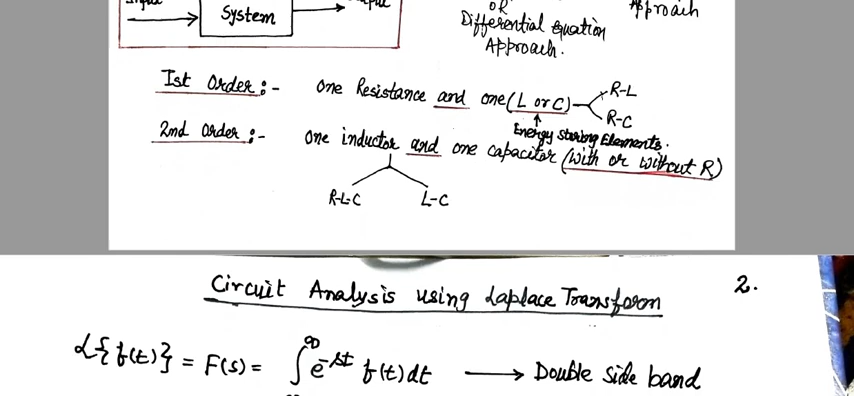 System
OR
Differential Equation
Approach.
Approach
Ist Order :- One Resistance and one (L or C) R-L
R-C
Energy Storing Elements.
2nd Order :- One inductor and one capacitor (with or without R)
R-L-C L-C
Circuit Analysis using Laplace Transform 2.
L{f(t)} = F(s) = ∫^∞ e^-st f(t) dt ⟶ Double side band